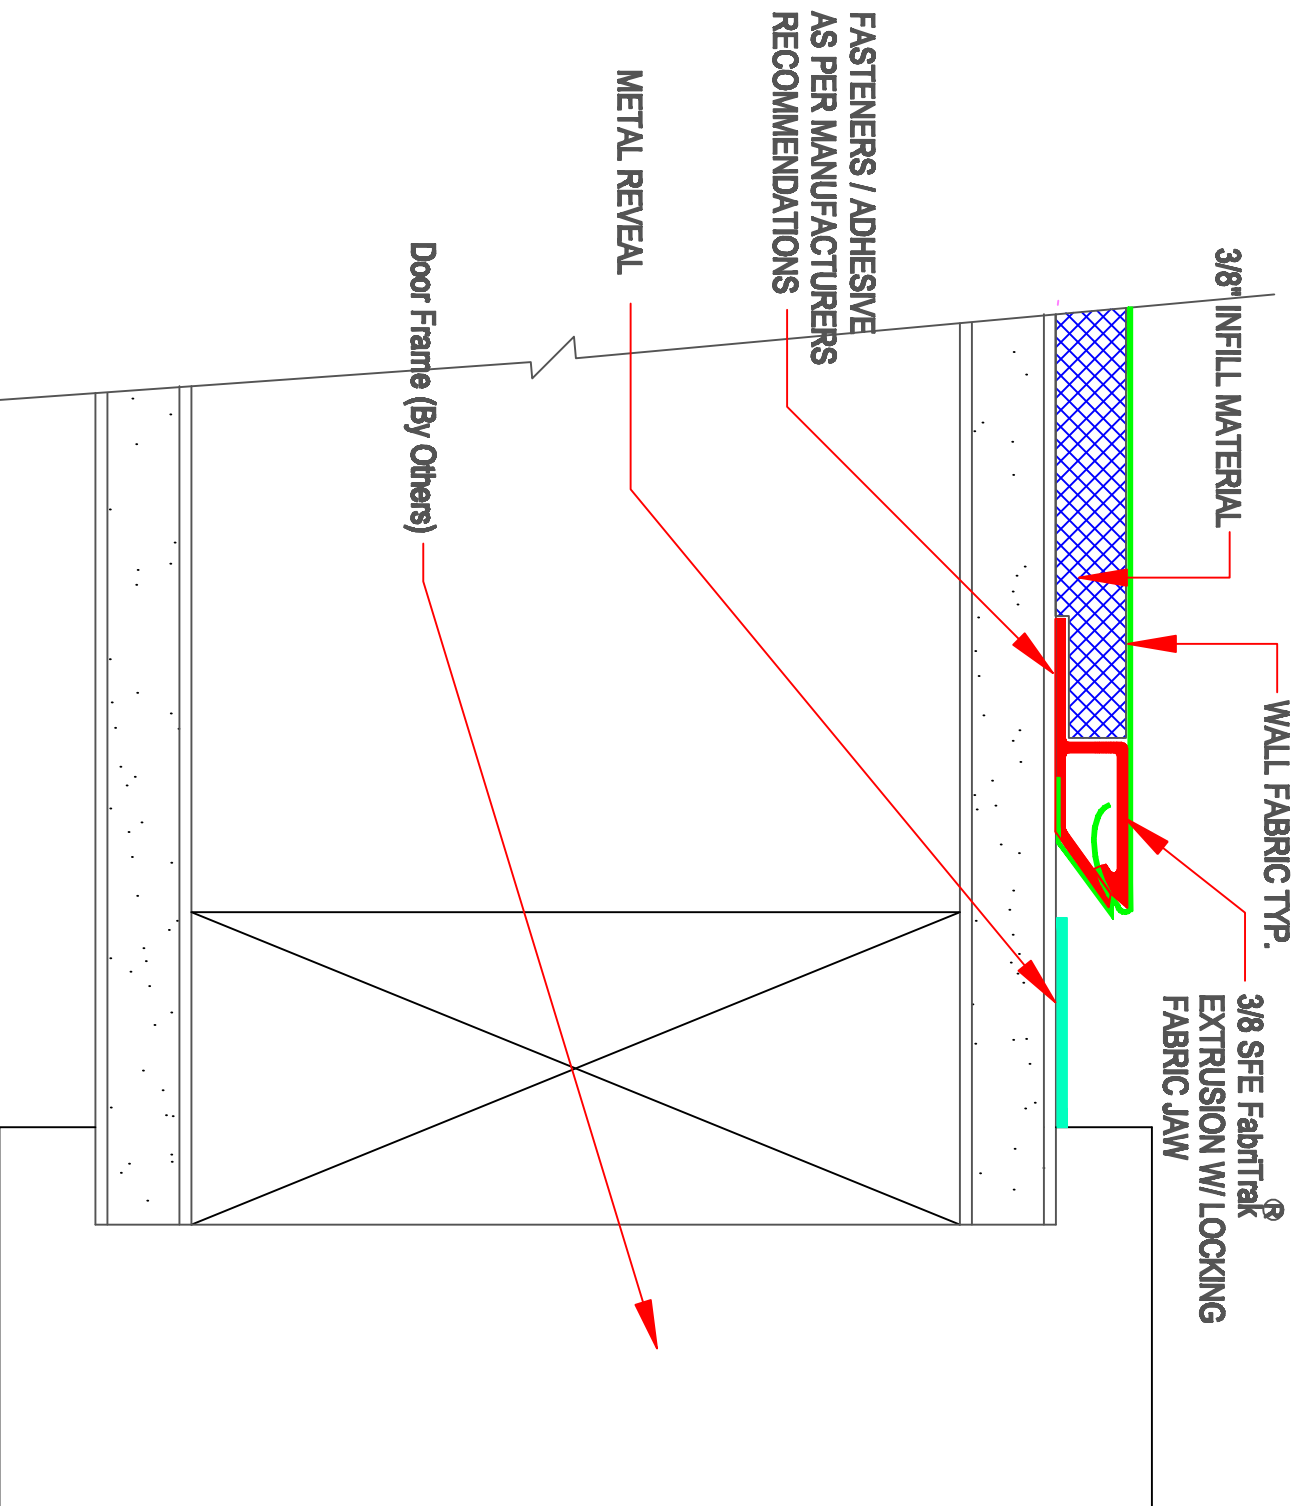 3/8" INFILL MATERIAL
WALL FABRIC TYP.
3/8 SFE FabriTrak®
EXTRUSION W/ LOCKING
FABRIC JAW
FASTENERS / ADHESIVE
AS PER MANUFACTURERS
RECOMMENDATIONS
METAL REVEAL
Door Frame (By Others)